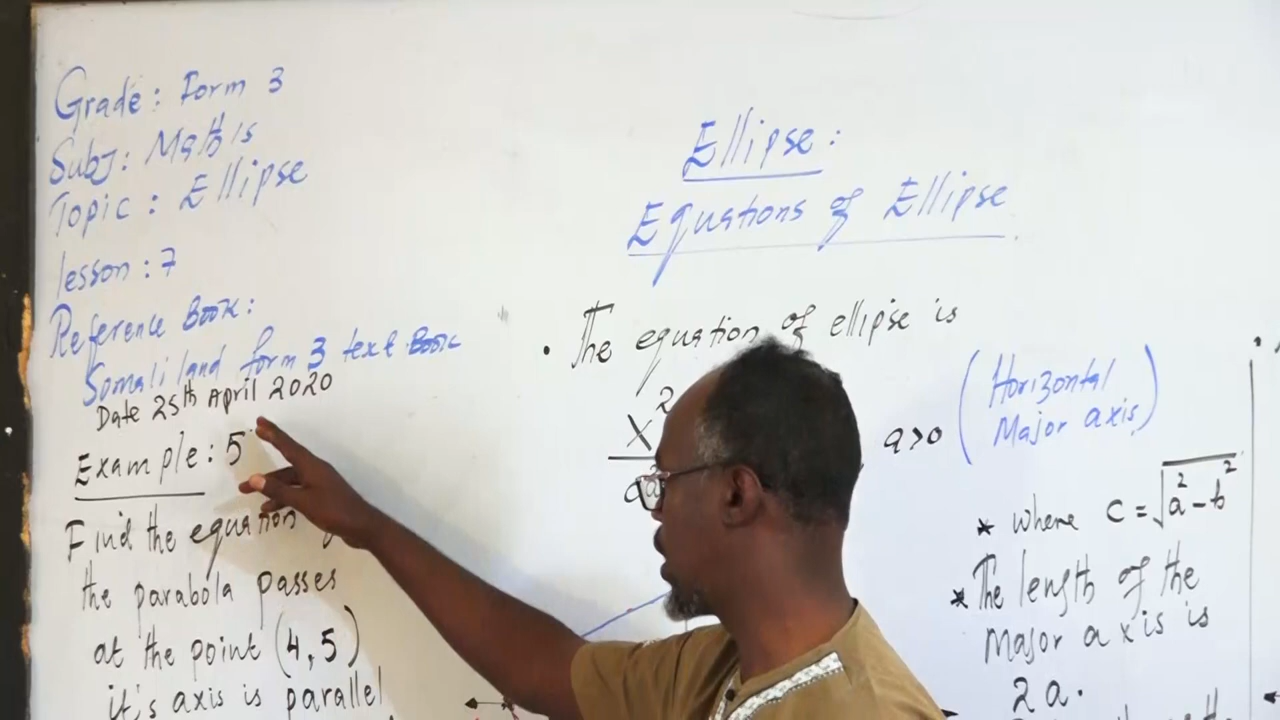 Grade: Form 3
Subj: Maths
Topic: Ellipse
lesson: 7
Reference Book:
Somaliland form 3 text Book
Date 25th April 2020
Example: 5
Find the equation
the parabola passes
at the point (4,5)
it's axis is parallel
Ellipse:
Equations of Ellipse
• The equation of ellipse is
x²
a>0 (Horizontal Major axis)
* where c = √a² - b²
* The length of the
Major axis is
2a.